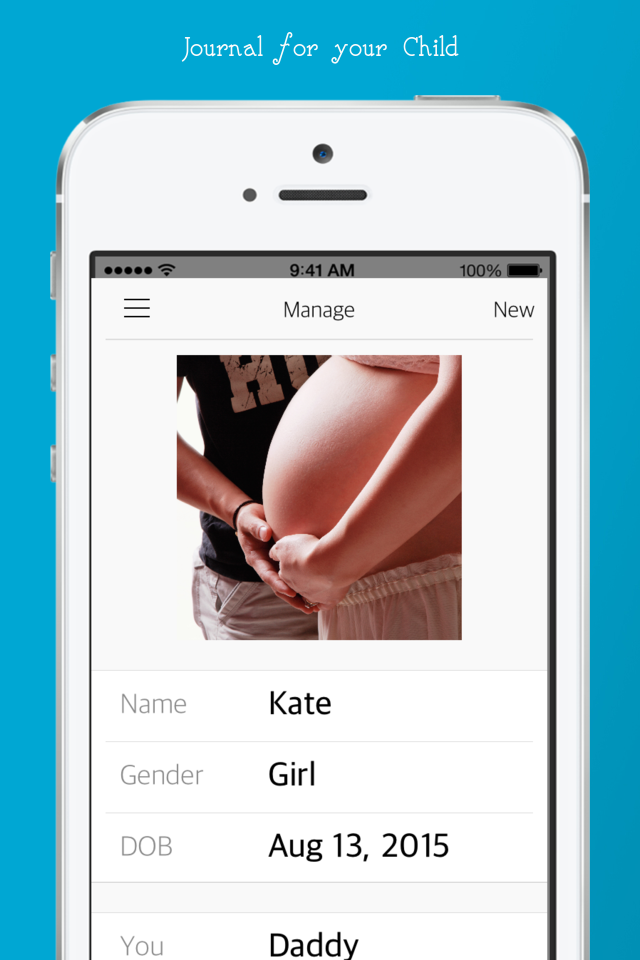 Journal for your Child
9:41 AM 100%
Manage New
Name Kate
Gender Girl
DOB Aug 13, 2015
You Daddy